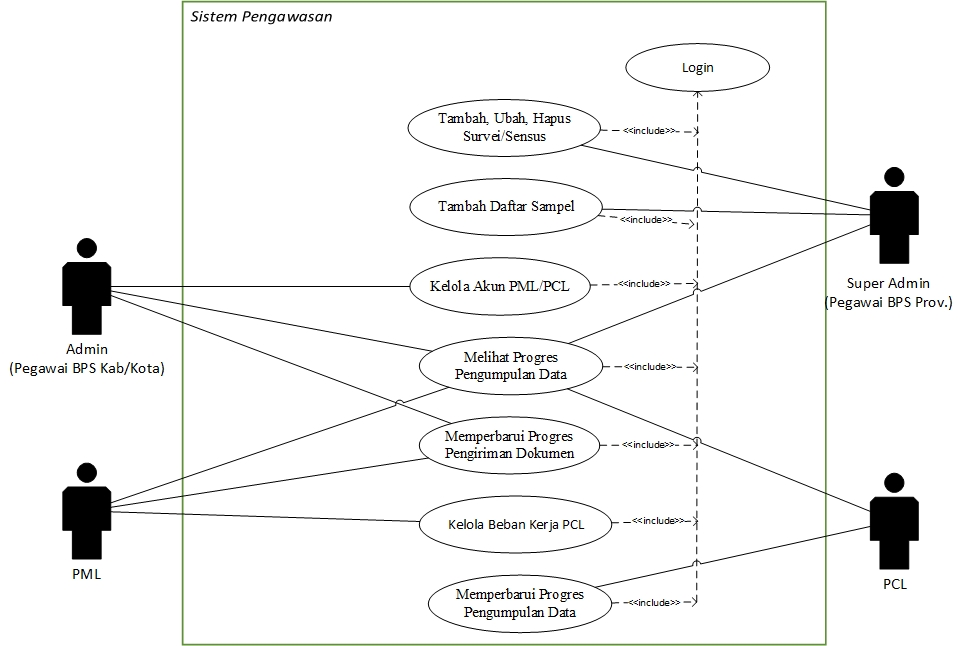 Sistem Pengawasan
Login
Tambah, Ubah, Hapus
Survei/Sensus
<<include>>
Tambah Daftar Sampel
<<include>>
Kelola Akun PML/PCL
<<include>>
Super Admin
(Pegawai BPS Prov.)
Admin
(Pegawai BPS Kab/Kota)
Melihat Progres
Pengumpulan Data
<<include>>
Memperbarui Progres
Pengiriman Dokumen
<<include>>
Kelola Beban Kerja PCL
<<include>>
PML
PCL
Memperbarui Progres
Pengumpulan Data
<<include>>